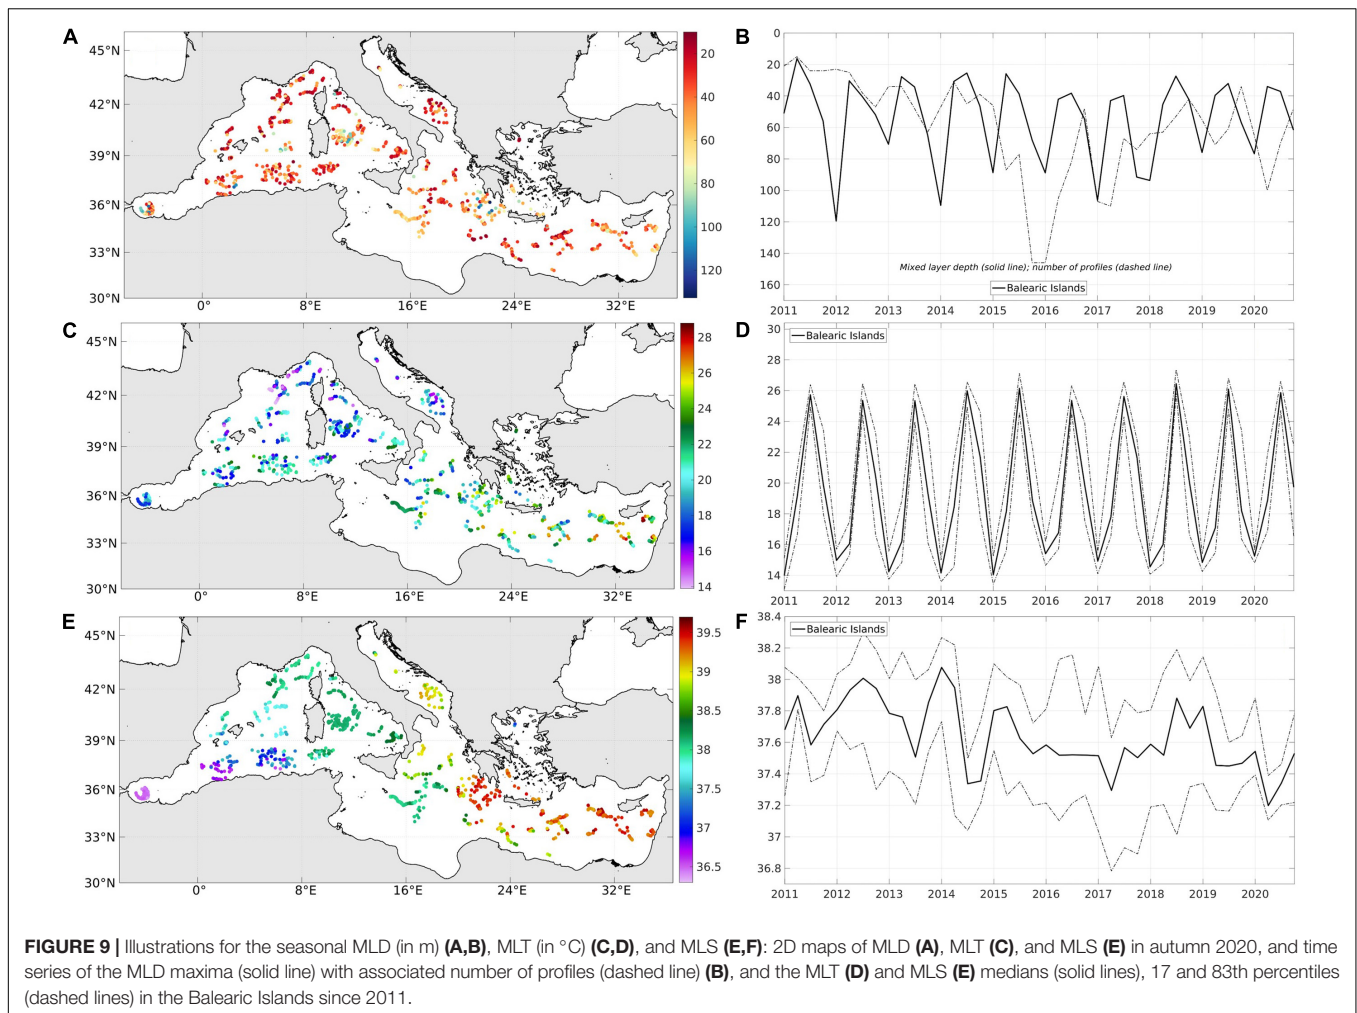 A
45°N
42°N
39°N
36°N
33°N
30°N
0°
8°E
16°E
24°E
32°E
20
40
60
80
100
120
B
0
20
40
60
80
100
120
140
160
Mixed layer depth (solid line); number of profiles (dashed line)
Balearic Islands
2011 2012 2013 2014 2015 2016 2017 2018 2019 2020
C
45°N
42°N
39°N
36°N
33°N
30°N
0°
8°E
16°E
24°E
32°E
28
26
24
22
20
18
16
14
D
Balearic Islands
30
28
26
24
22
20
18
16
14
2011 2012 2013 2014 2015 2016 2017 2018 2019 2020
E
45°N
42°N
39°N
36°N
33°N
30°N
0°
8°E
16°E
24°E
32°E
39.5
39
38.5
38
37.5
37
36.5
F
Balearic Islands
38.4
38.2
38
37.8
37.6
37.4
37.2
37
36.8
2011 2012 2013 2014 2015 2016 2017 2018 2019 2020
FIGURE 9 | Illustrations for the seasonal MLD (in m) (A,B), MLT (in °C) (C,D), and MLS (E,F): 2D maps of MLD (A), MLT (C), and MLS (E) in autumn 2020, and time
series of the MLD maxima (solid line) with associated number of profiles (dashed line) (B), and the MLT (D) and MLS (E) medians (solid lines), 17 and 83th percentiles
(dashed lines) in the Balearic Islands since 2011.